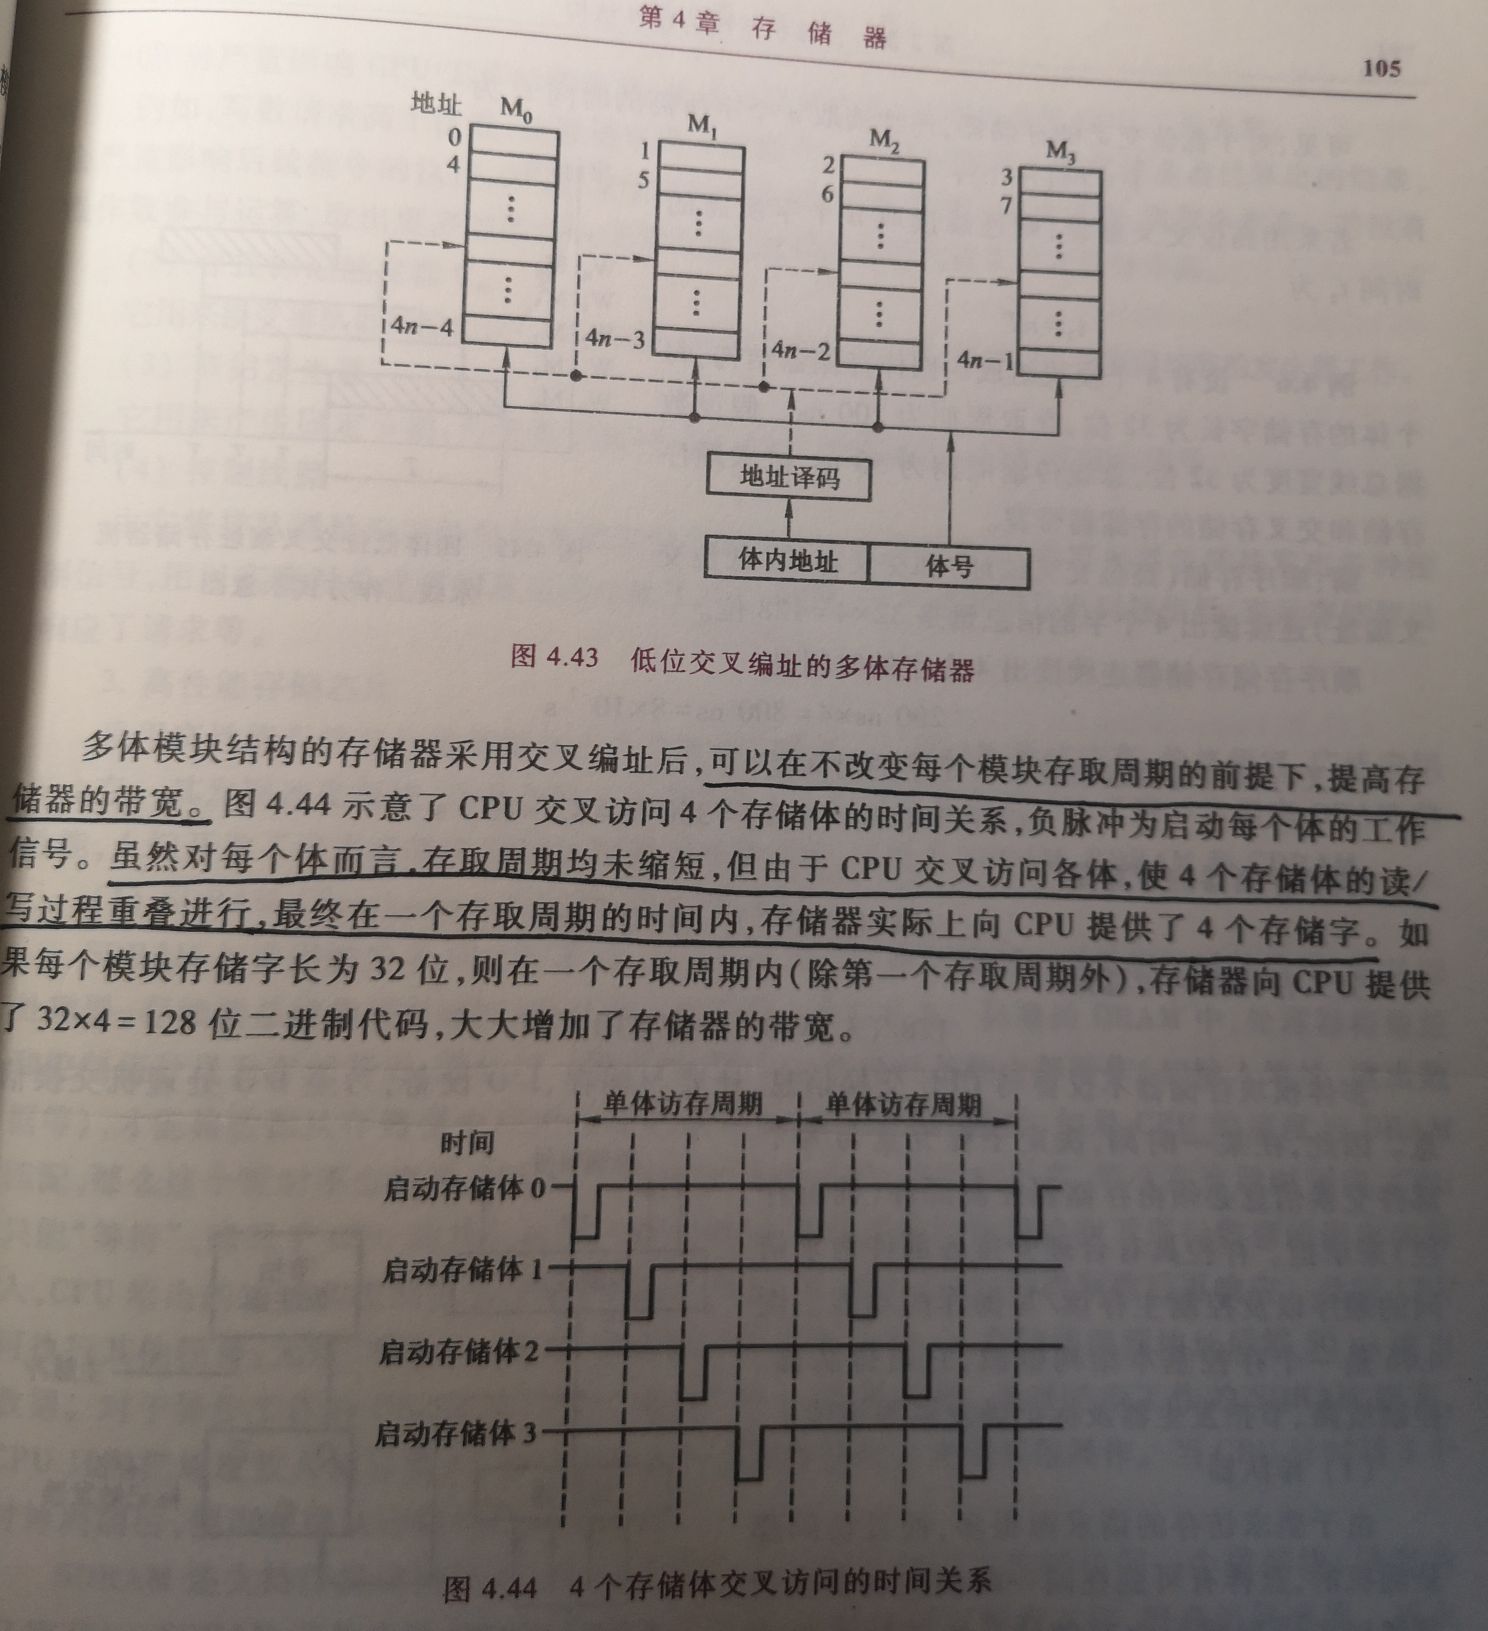 第4章 存 储 器
105
地址 M₀ M₁ M₂ M₃
0 1 2 3
4 5 6 7
4n−4 4n−3 4n−2 4n−1
地址译码
体内地址 体号
图 4.43 低位交叉编址的多体存储器
多体模块结构的存储器采用交叉编址后,可以在不改变每个模块存取周期的前提下,提高存
储器的带宽。图 4.44 示意了 CPU 交叉访问 4 个存储体的时间关系,负脉冲为启动每个体的工作
信号。虽然对每个体而言,存取周期均未缩短,但由于 CPU 交叉访问各体,使 4 个存储体的读/
写过程重叠进行,最终在一个存取周期的时间内,存储器实际上向 CPU 提供了 4 个存储字。如
果每个模块存储字长为 32 位,则在一个存取周期内(除第一个存取周期外),存储器向 CPU 提供
了 32×4=128 位二进制代码,大大增加了存储器的带宽。
单体访存周期 单体访存周期
时间
启动存储体 0
启动存储体 1
启动存储体 2
启动存储体 3
图 4.44 4 个存储体交叉访问的时间关系